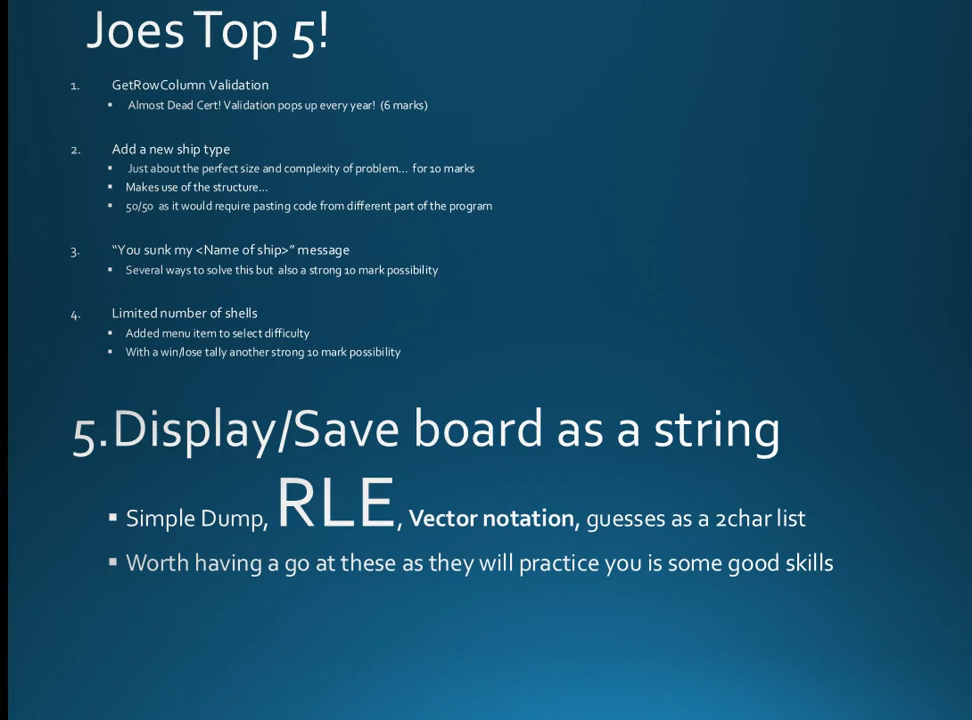 Joes Top 5!
1. GetRowColumn Validation
▪ Almost Dead Cert! Validation pops up every year! (6 marks)
2. Add a new ship type
▪ Just about the perfect size and complexity of problem... for 10 marks
▪ Makes use of the structure...
▪ 50/50 as it would require pasting code from different part of the program
3. "You sunk my <Name of ship>" message
▪ Several ways to solve this but also a strong 10 mark possibility
4. Limited number of shells
▪ Added menu item to select difficulty
▪ With a win/lose tally another strong 10 mark possibility
5. Display/Save board as a string
▪ Simple Dump, RLE, Vector notation, guesses as a 2char list
▪ Worth having a go at these as they will practice you is some good skills